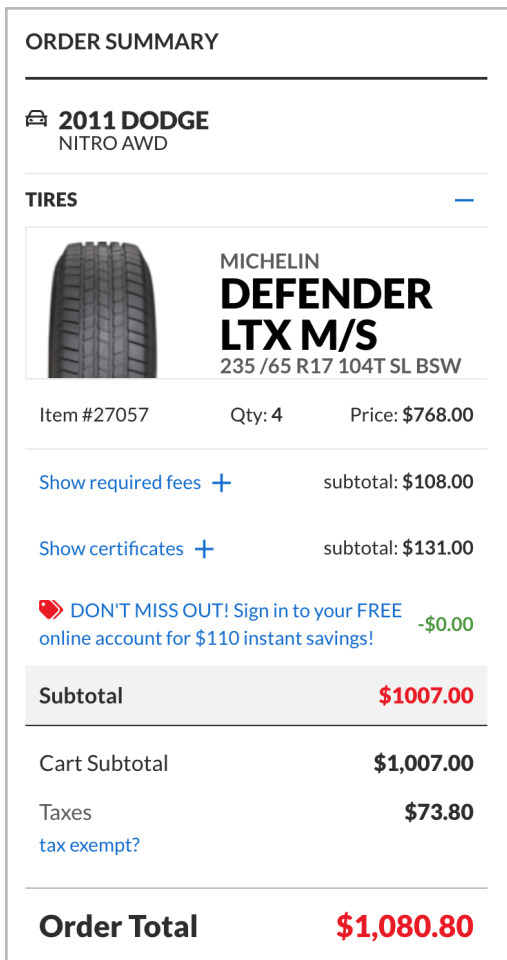 ORDER SUMMARY
2011 DODGE
NITRO AWD
TIRES
MICHELIN
DEFENDER
LTX M/S
235 /65 R17 104T SL BSW
Item #27057 Qty: 4 Price: $768.00
Show required fees + subtotal: $108.00
Show certificates + subtotal: $131.00
DON'T MISS OUT! Sign in to your FREE
online account for $110 instant savings! -$0.00
Subtotal $1007.00
Cart Subtotal $1,007.00
Taxes $73.80
tax exempt?
Order Total $1,080.80